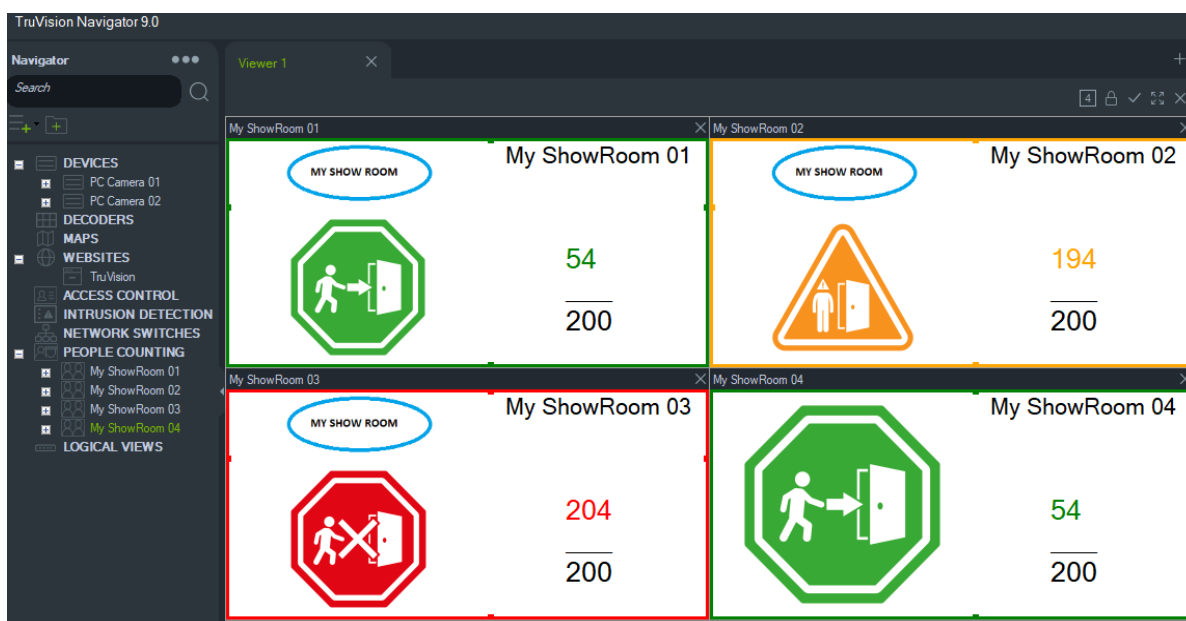 TruVision Navigator 9.0
Navigator
Viewer 1
Search
4
DEVICES
PC Camera 01
PC Camera 02
DECODERS
MAPS
WEBSITES
TruVision
ACCESS CONTROL
INTRUSION DETECTION
NETWORK SWITCHES
PEOPLE COUNTING
My ShowRoom 01
My ShowRoom 02
My ShowRoom 03
My ShowRoom 04
LOGICAL VIEWS
My ShowRoom 01
MY SHOW ROOM
My ShowRoom 01
54
200
My ShowRoom 02
MY SHOW ROOM
My ShowRoom 02
194
200
My ShowRoom 03
MY SHOW ROOM
My ShowRoom 03
204
200
My ShowRoom 04
My ShowRoom 04
54
200